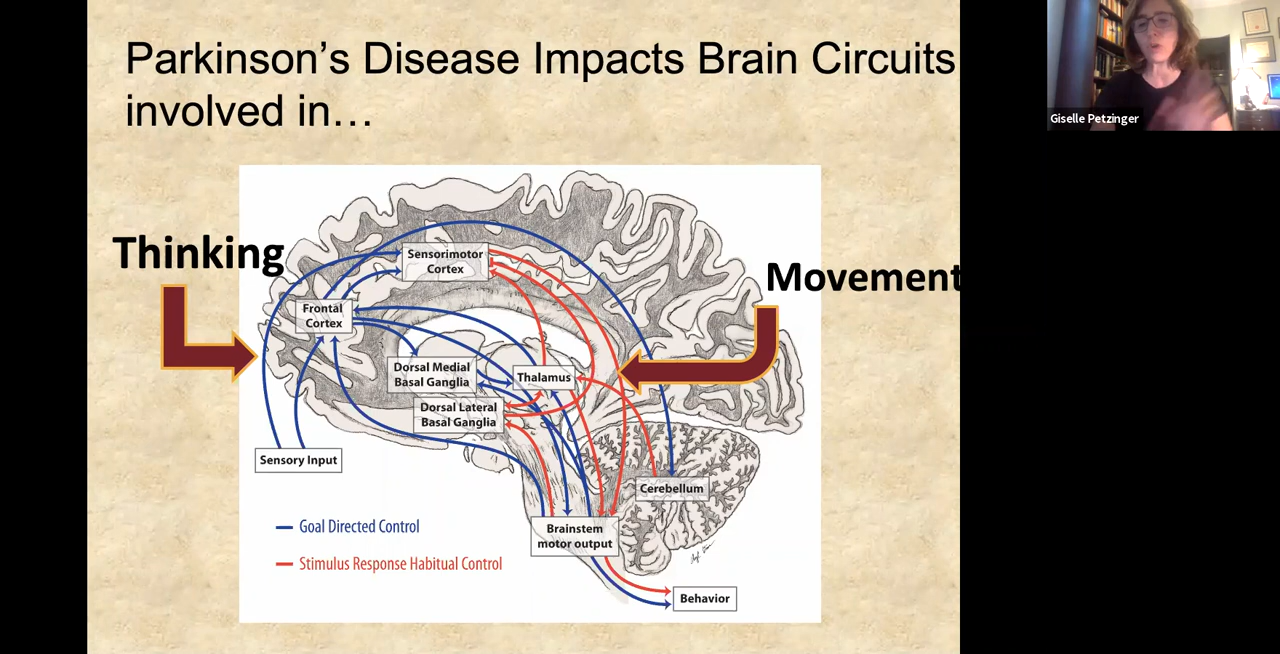 Parkinson's Disease Impacts Brain Circuits
involved in…
Giselle Petzinger
Thinking
Movement
Sensorimotor
Cortex
Frontal
Cortex
Dorsal Medial
Basal Ganglia
Thalamus
Dorsal Lateral
Basal Ganglia
Sensory Input
Cerebellum
Brainstem
motor output
Goal Directed Control
Stimulus Response Habitual Control
Behavior